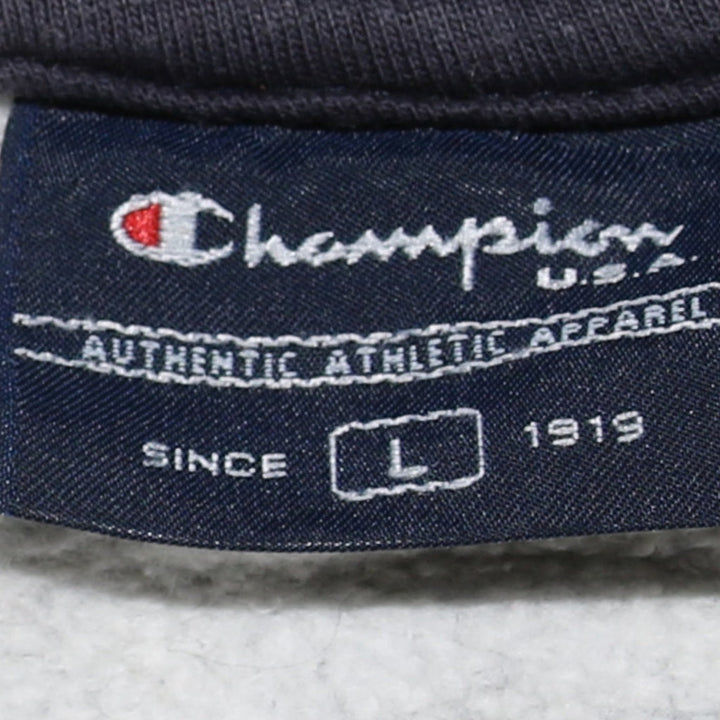 Champion
U.S.A.
AUTHENTIC ATHLETIC APPAREL
SINCE L 1919